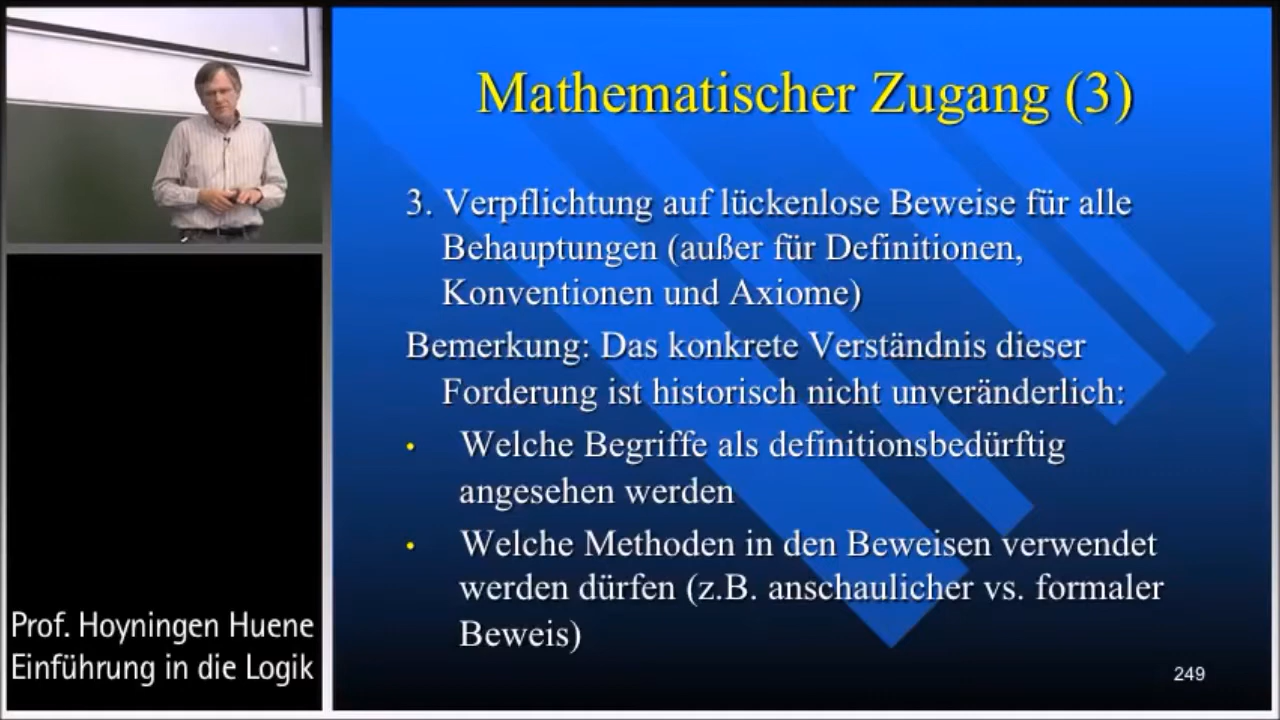 Mathematischer Zugang (3)
3. Verpflichtung auf lückenlose Beweise für alle
Behauptungen (außer für Definitionen,
Konventionen und Axiome)
Bemerkung: Das konkrete Verständnis dieser
Forderung ist historisch nicht unveränderlich:
• Welche Begriffe als definitionsbedürftig
angesehen werden
• Welche Methoden in den Beweisen verwendet
werden dürfen (z.B. anschaulicher vs. formaler
Beweis)
249
Prof. Hoyningen Huene
Einführung in die Logik